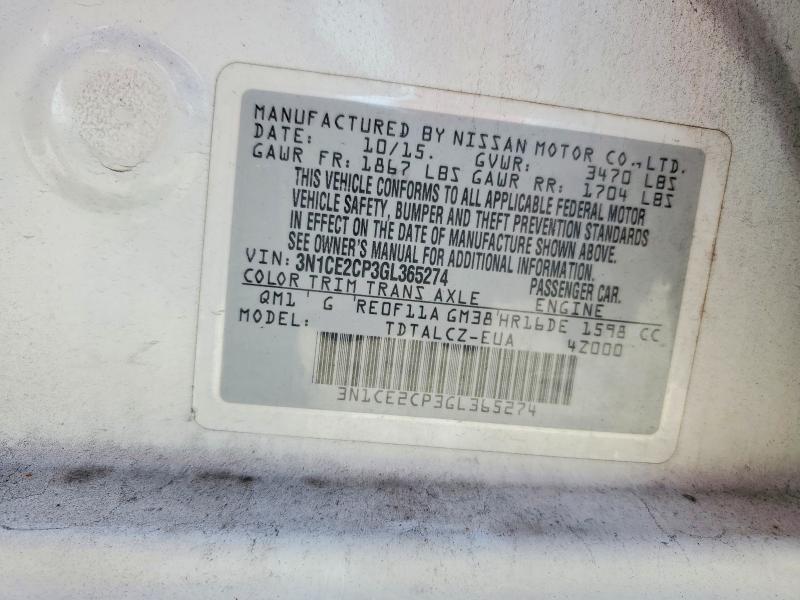 MANUFACTURED BY NISSAN MOTOR CO.,LTD.
DATE: 10/15. GVWR: 3470 LBS
GAWR FR: 1867 LBS GAWR RR: 1704 LBS
THIS VEHICLE CONFORMS TO ALL APPLICABLE FEDERAL MOTOR
VEHICLE SAFETY, BUMPER AND THEFT PREVENTION STANDARDS
IN EFFECT ON THE DATE OF MANUFACTURE SHOWN ABOVE.
SEE OWNER'S MANUAL FOR ADDITIONAL INFORMATION.
VIN: 3N1CE2CP3GL365274 PASSENGER CAR.
COLOR TRIM TRANS AXLE ENGINE
QM1 ' G 'RE0F11A GM38'HR16DE 1598 CC
MODEL: TDTALCZ-EUA 4Z000
3N1CE2CP3GL365274